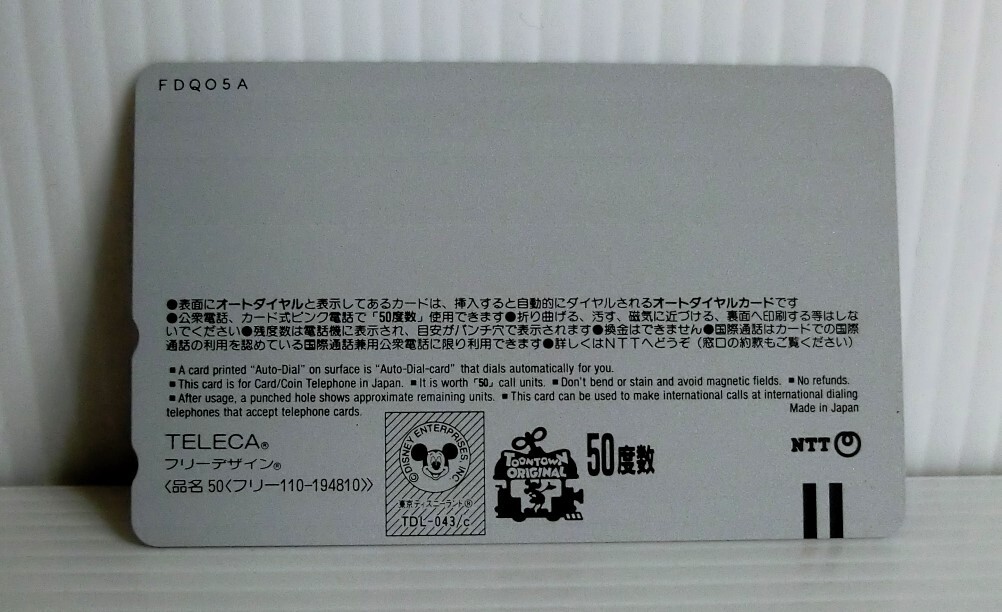 FDQ05A
●表面にオートダイヤルと表示してあるカードは、挿入すると自動的にダイヤルされるオートダイヤルカードです
●公衆電話、カード式ピンク電話で「50度数」使用できます●折り曲げる、汚す、磁気に近づける、裏面へ印刷する等はしな
いでください●残度数は電話機に表示され、目安がパンチ穴で表示されます●換金はできません●国際通話はカードでの国際
通話の利用を認めている国際通話兼用公衆電話に限り利用できます●詳しくはNTTへどうぞ(窓口の約款もご覧ください)
■ A card printed “Auto-Dial” on surface is “Auto-Dial-card” that dials automatically for you.
■ This card is for Card/Coin Telephone in Japan. ■ It is worth「50」call units. ■ Don't bend or stain and avoid magnetic fields. ■ No refunds.
■ After usage, a punched hole shows approximate remaining units. ■ This card can be used to make international calls at international dialing
telephones that accept telephone cards.
Made in Japan
TELECA®
フリーデザイン®
〈品名 50〈フリー110-194810〉〉
©DISNEY ENTERPRISES, INC
東京ディズニーランド®
TDL-043/c
TOONTOWN
ORIGINAL
50度数
NTT